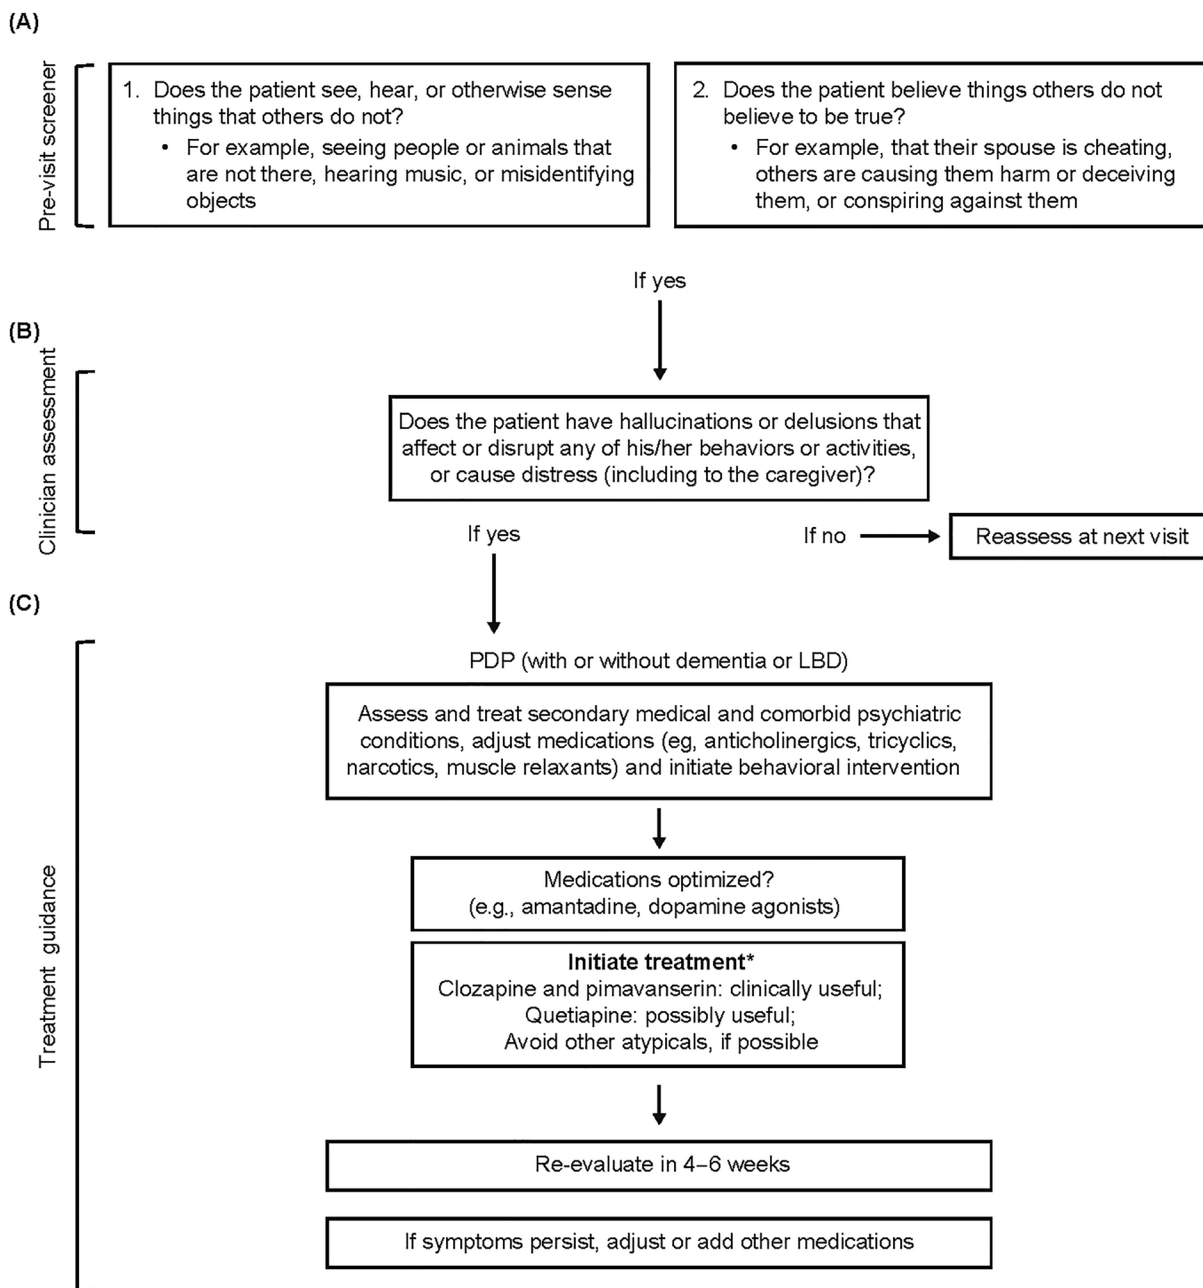 (A)
Pre-visit screener
1. Does the patient see, hear, or otherwise sense
things that others do not?
• For example, seeing people or animals that
are not there, hearing music, or misidentifying
objects
2. Does the patient believe things others do not
believe to be true?
• For example, that their spouse is cheating,
others are causing them harm or deceiving
them, or conspiring against them
If yes
(B)
Clinician assessment
Does the patient have hallucinations or delusions that
affect or disrupt any of his/her behaviors or activities,
or cause distress (including to the caregiver)?
If yes
If no
Reassess at next visit
(C)
Treatment guidance
PDP (with or without dementia or LBD)
Assess and treat secondary medical and comorbid psychiatric
conditions, adjust medications (eg, anticholinergics, tricyclics,
narcotics, muscle relaxants) and initiate behavioral intervention
Medications optimized?
(e.g., amantadine, dopamine agonists)
Initiate treatment*
Clozapine and pimavanserin: clinically useful;
Quetiapine: possibly useful;
Avoid other atypicals, if possible
Re-evaluate in 4–6 weeks
If symptoms persist, adjust or add other medications